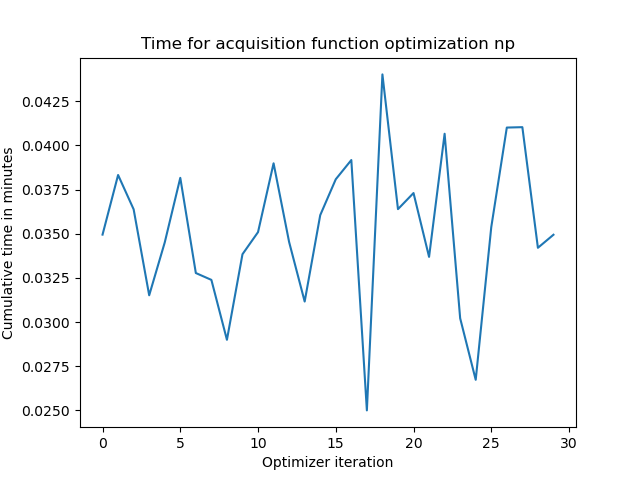 Time for acquisition function optimization np
Cumulative time in minutes
0.0425
0.0400
0.0375
0.0350
0.0325
0.0300
0.0275
0.0250
0 5 10 15 20 25 30
Optimizer iteration